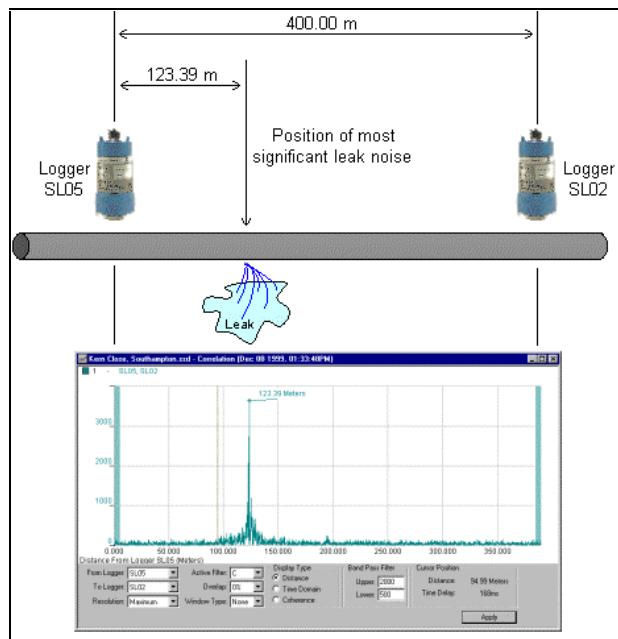 400.00 m
123.39 m
Position of most
significant leak noise
Logger
SL05
Logger
SL02
Leak
Kern Close, Southampton.ssd - Correlation (Dec 08 1999, 01:33:48PM)
1 - SL05, SL02
123.39 Meters
3000
2000
1000
0
0.000 50.000 100.000 150.000 200.000 250.000 300.000 350.000
Distance From Logger SL05 (Meters)
From Logger: SL05 Active Filter: C Display Type Band Pass Filter Cursor Position
To Logger: SL02 Overlap: 0% Distance Upper: 2000 Distance: 94.99 Meters
Resolution: Maximum Window Type: None Time Domain Lower: 500 Time Delay: 168ms
Coherence
Apply